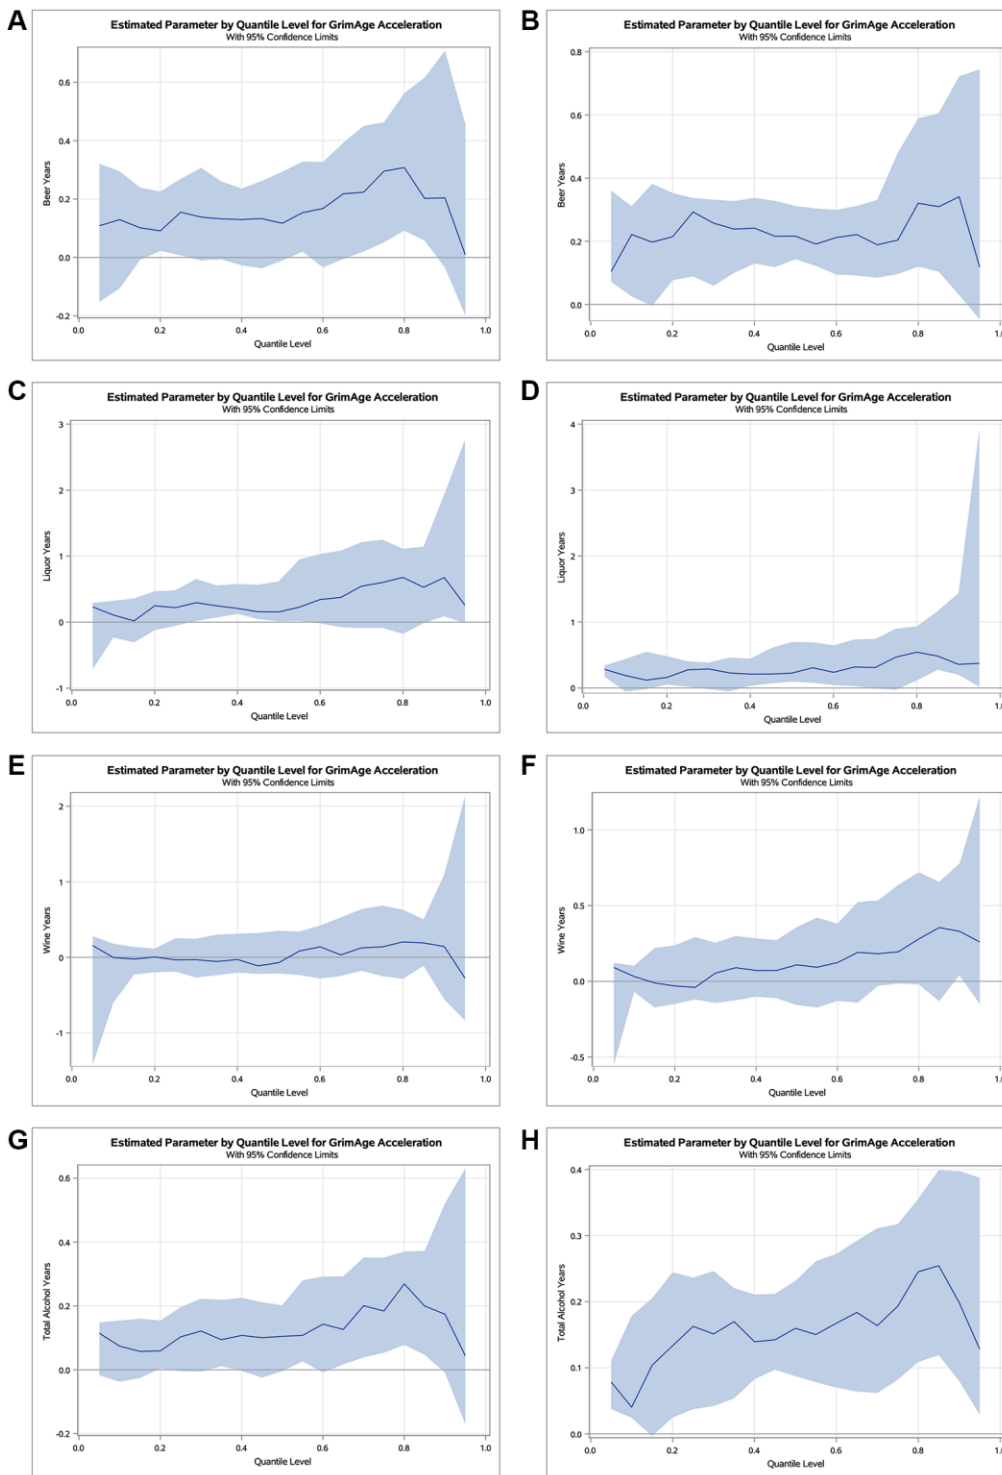 A
Estimated Parameter by Quantile Level for GrimAge Acceleration
With 95% Confidence Limits
Beer Years
0.6
0.4
0.2
0.0
-0.2
0.0 0.2 0.4 0.6 0.8 1.0
Quantile Level
B
Estimated Parameter by Quantile Level for GrimAge Acceleration
With 95% Confidence Limits
Beer Years
0.8
0.6
0.4
0.2
0.0
0.0 0.2 0.4 0.6 0.8 1.0
Quantile Level
C
Estimated Parameter by Quantile Level for GrimAge Acceleration
With 95% Confidence Limits
Liquor Years
3
2
1
0
-1
0.0 0.2 0.4 0.6 0.8 1.0
Quantile Level
D
Estimated Parameter by Quantile Level for GrimAge Acceleration
With 95% Confidence Limits
Liquor Years
4
3
2
1
0
0.0 0.2 0.4 0.6 0.8 1.0
Quantile Level
E
Estimated Parameter by Quantile Level for GrimAge Acceleration
With 95% Confidence Limits
Wine Years
2
1
0
-1
0.0 0.2 0.4 0.6 0.8 1.0
Quantile Level
F
Estimated Parameter by Quantile Level for GrimAge Acceleration
With 95% Confidence Limits
Wine Years
1.0
0.5
0.0
-0.5
0.0 0.2 0.4 0.6 0.8 1.0
Quantile Level
G
Estimated Parameter by Quantile Level for GrimAge Acceleration
With 95% Confidence Limits
Total Alcohol Years
0.6
0.4
0.2
0.0
-0.2
0.0 0.2 0.4 0.6 0.8 1.0
Quantile Level
H
Estimated Parameter by Quantile Level for GrimAge Acceleration
With 95% Confidence Limits
Total Alcohol Years
0.4
0.3
0.2
0.1
0.0
0.0 0.2 0.4 0.6 0.8 1.0
Quantile Level